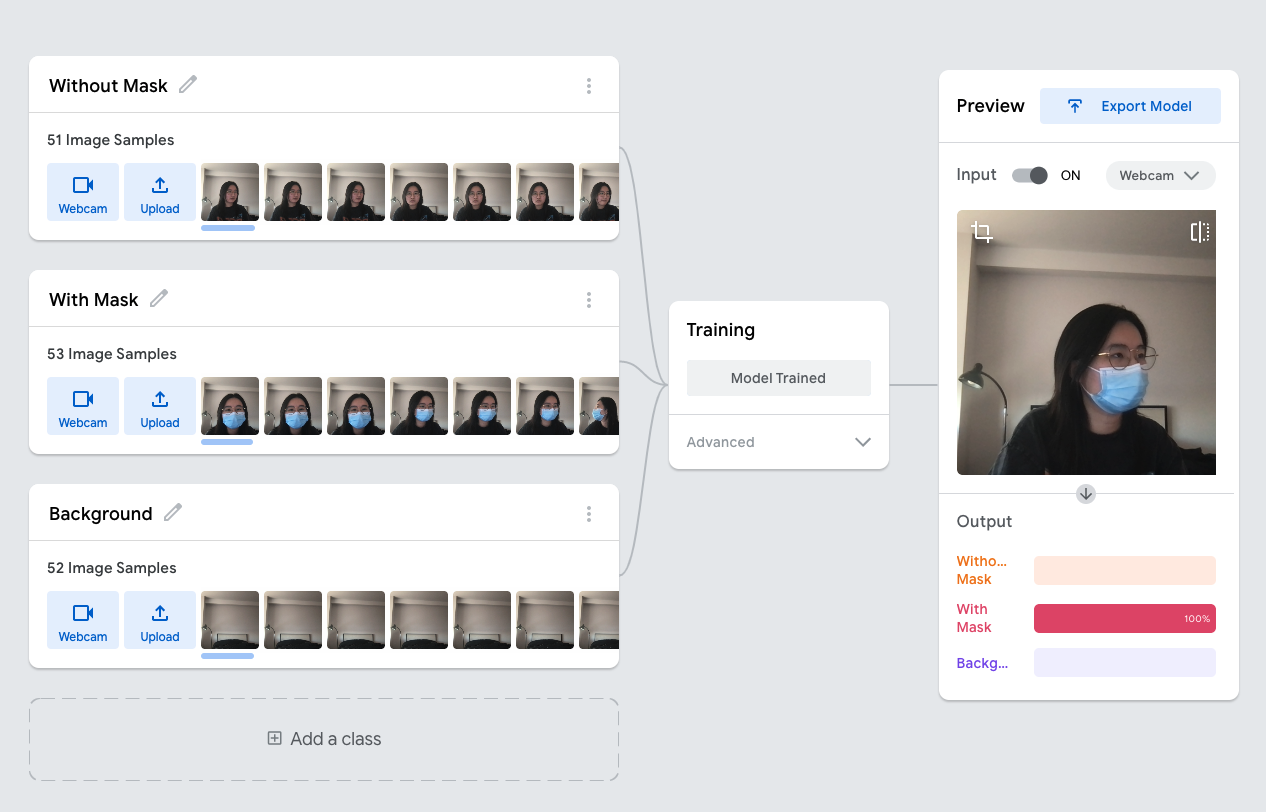 Without Mask
51 Image Samples
Webcam
Upload
With Mask
53 Image Samples
Webcam
Upload
Background
52 Image Samples
Webcam
Upload
Add a class
Training
Model Trained
Advanced
Preview
Export Model
Input
ON
Webcam
Output
Witho...
Mask
With
Mask
100%
Backg...